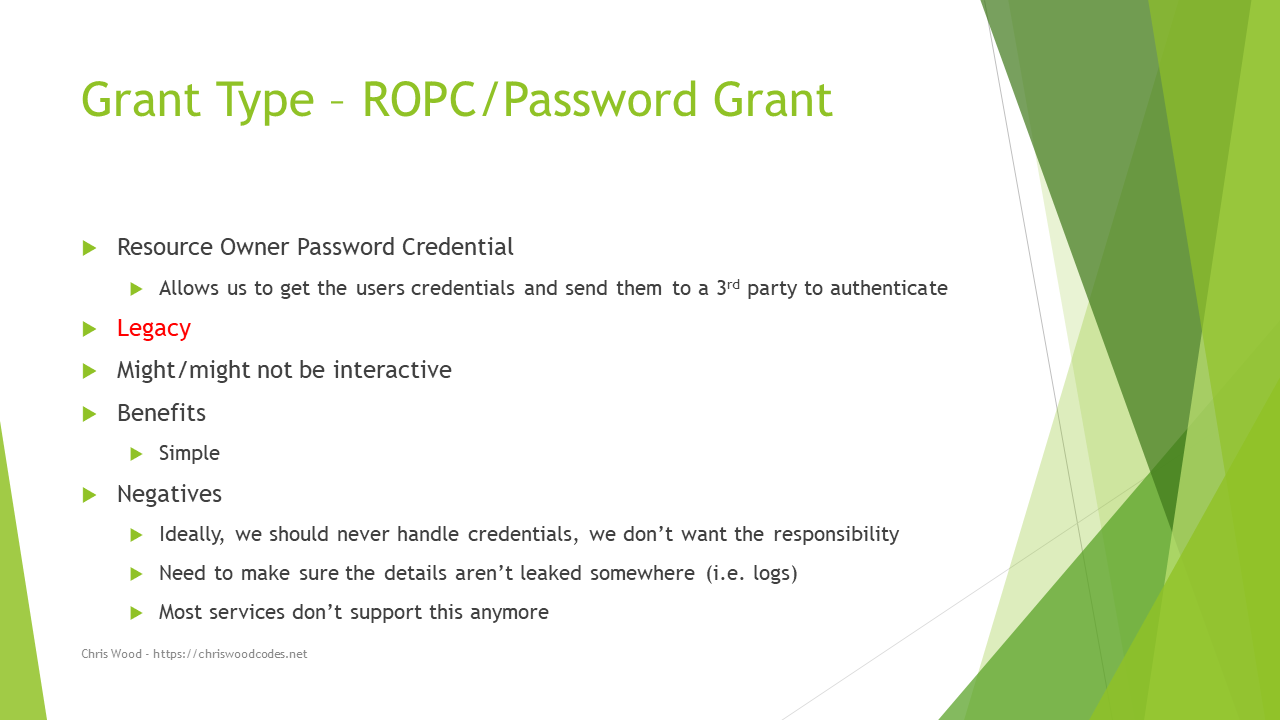 Grant Type – ROPC/Password Grant
Resource Owner Password Credential
Allows us to get the users credentials and send them to a 3rd party to authenticate
Legacy
Might/might not be interactive
Benefits
Simple
Negatives
Ideally, we should never handle credentials, we don’t want the responsibility
Need to make sure the details aren’t leaked somewhere (i.e. logs)
Most services don’t support this anymore
Chris Wood - https://chriswoodcodes.net